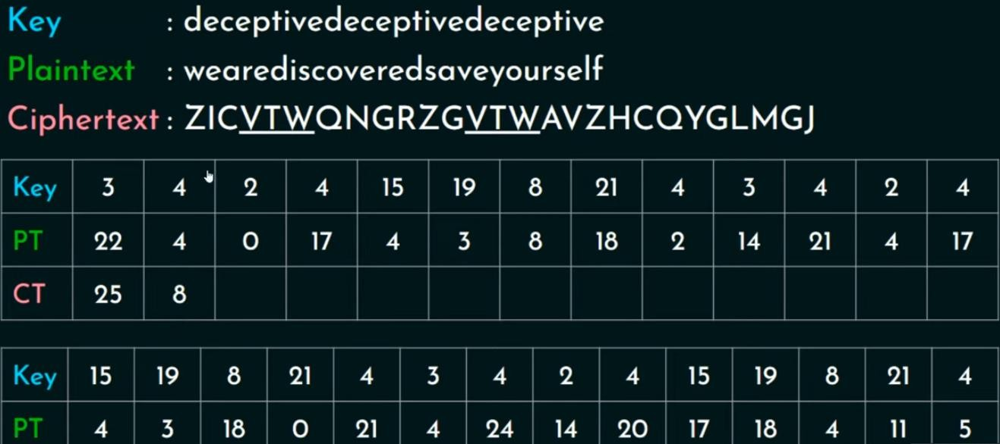 Key : deceptivedeceptivedeceptive
Plaintext : wearediscoveredsaveyourself
Ciphertext : ZICVTWQNGRZGVTWAVZHCQYGLMGJ
Key 3 4 2 4 15 19 8 21 4 3 4 2 4
PT 22 4 0 17 4 3 8 18 2 14 21 4 17
CT 25 8
Key 15 19 8 21 4 3 4 2 4 15 19 8 21 4
PT 4 3 18 0 21 4 24 14 20 17 18 4 11 5